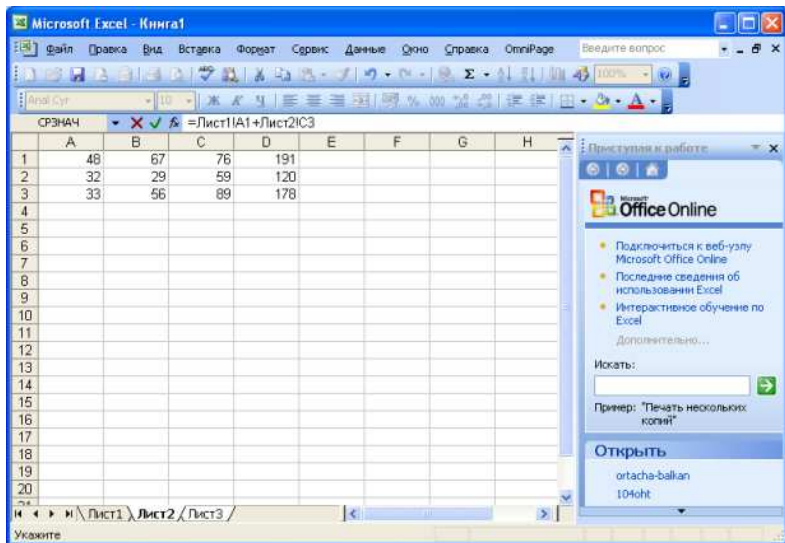 Microsoft Excel - Книга1
Файл Правка Вид Вставка Формат Сервис Данные Окно Справка OmniPage Введите вопрос
100%
Arial Cyr 10 Ж К Ч
СРЗНАЧ =Лист1!A1+Лист2!C3
A B C D E F G H
1 48 67 76 191
2 32 29 59 120
3 33 56 89 178
4
5
6
7
8
9
10
11
12
13
14
15
16
17
18
19
20
21
Лист1 Лист2 Лист3
Укажите
Приступая к работе
Microsoft
Office Online
Подключиться к веб-узлу
Microsoft Office Online
Последние сведения об
использовании Excel
Интерактивное обучение по
Excel
Дополнительно...
Искать:
Пример: "Печать нескольких
копий"
Открыть
ortacha-balkan
104oht